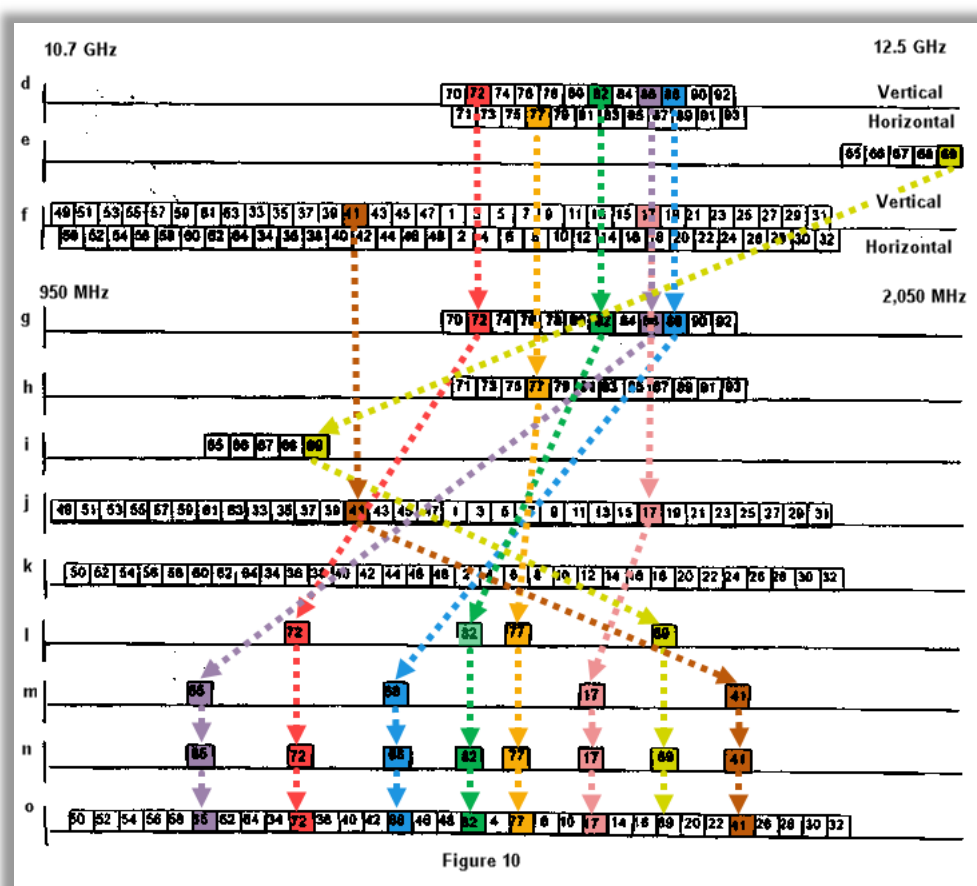 10.7 GHz 12.5 GHz
d 70 72 74 76 78 80 82 84 86 88 90 92 Vertical
71 73 75 77 79 81 83 85 87 89 91 93 Horizontal
e 65 66 67 68 69
f 49 51 53 55 57 59 61 63 33 35 37 39 41 43 45 47 1 3 5 7 9 11 13 15 17 19 21 23 25 27 29 31 Vertical
50 52 54 56 58 60 62 64 34 36 38 40 42 44 46 48 2 4 6 8 10 12 14 16 18 20 22 24 26 28 30 32 Horizontal
950 MHz 2,050 MHz
g 70 72 74 76 78 80 82 84 86 88 90 92
h 71 73 75 77 79 81 83 85 87 89 91 93
i 65 66 67 68 69
j 49 51 53 55 57 59 61 63 33 35 37 39 41 43 45 47 1 3 5 7 9 11 13 15 17 19 21 23 25 27 29 31
k 50 52 54 56 58 60 62 64 34 36 38 40 42 44 46 48 2 4 6 8 10 12 14 16 18 20 22 24 26 28 30 32
l 72 82 77 69
m 86 88 17 41
n 86 72 88 82 77 17 69 41
o 50 52 54 56 58 86 62 64 34 72 38 40 42 88 46 48 82 4 77 8 10 17 14 16 69 20 22 41 26 28 30 32
Figure 10